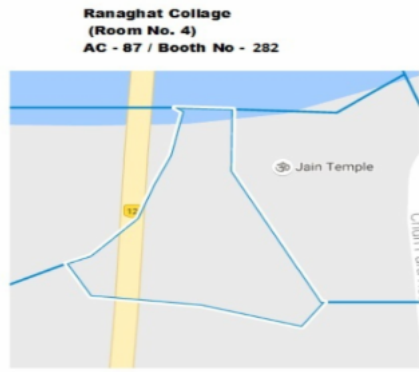 Ranaghat Collage
(Room No. 4)
AC - 87 / Booth No - 282
Jain Temple
12